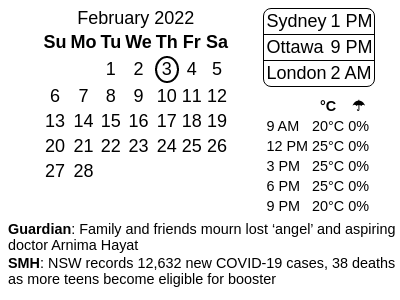 February 2022
Su Mo Tu We Th Fr Sa
1 2 3 4 5
6 7 8 9 10 11 12
13 14 15 16 17 18 19
20 21 22 23 24 25 26
27 28
Sydney 1 PM
Ottawa 9 PM
London 2 AM
°C ☂
9 AM 20°C 0%
12 PM 25°C 0%
3 PM 25°C 0%
6 PM 25°C 0%
9 PM 20°C 0%
Guardian: Family and friends mourn lost ‘angel’ and aspiring
doctor Arnima Hayat
SMH: NSW records 12,632 new COVID-19 cases, 38 deaths
as more teens become eligible for booster